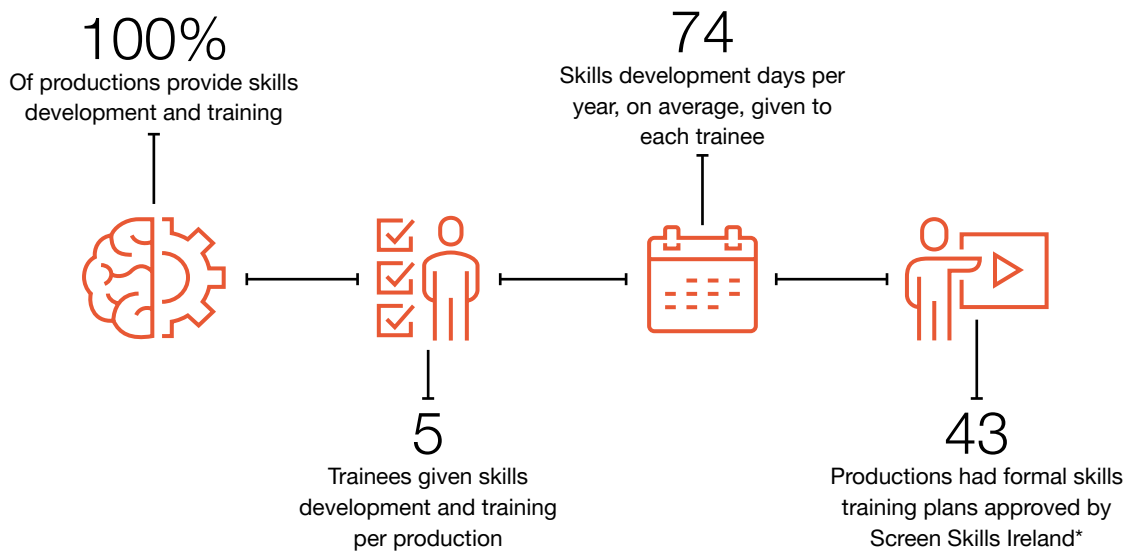 100%
Of productions provide skills
development and training
5
Trainees given skills
development and training
per production
74
Skills development days per
year, on average, given to
each trainee
43
Productions had formal skills
training plans approved by
Screen Skills Ireland*